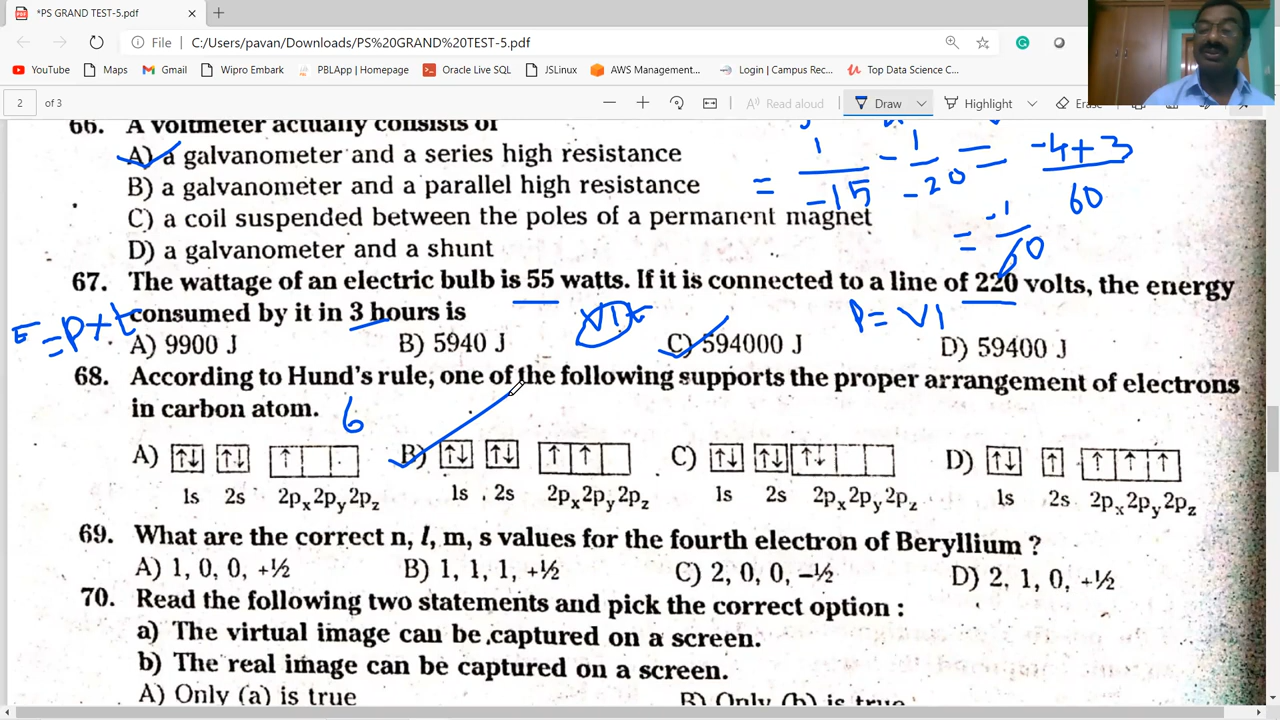 *PS GRAND TEST-5.pdf
File C:/Users/pavan/Downloads/PS%20GRAND%20TEST-5.pdf
YouTube Maps Gmail Wipro Embark PBLApp | Homepage Oracle Live SQL JSLinux AWS Management... Login | Campus Rec... Top Data Science C...
2 of 3 Read aloud Draw Highlight Erase
66. A voltmeter actually consists of
A) a galvanometer and a series high resistance
B) a galvanometer and a parallel high resistance
C) a coil suspended between the poles of a permanent magnet
D) a galvanometer and a shunt
= 1/-15 - 1/-20 = -4+3/60
= -1/60
67. The wattage of an electric bulb is 55 watts. If it is connected to a line of 220 volts, the energy
consumed by it in 3 hours is
E = P x t
VIt
P = VI
A) 9900 J B) 5940 J C) 594000 J D) 59400 J
68. According to Hund's rule, one of the following supports the proper arrangement of electrons
in carbon atom. 6
A) ↑↓ ↑↓ ↑ B) ↑↓ ↑↓ ↑ ↑ C) ↑↓ ↑↓ ↑↓ D) ↑↓ ↑ ↑ ↑ ↑
1s 2s 2px2py2pz 1s 2s 2px2py2pz 1s 2s 2px2py2pz 1s 2s 2px2py2pz
69. What are the correct n, l, m, s values for the fourth electron of Beryllium ?
A) 1, 0, 0, +½ B) 1, 1, 1, +½ C) 2, 0, 0, –½ D) 2, 1, 0, +½
70. Read the following two statements and pick the correct option :
a) The virtual image can be captured on a screen.
b) The real image can be captured on a screen.
A) Only (a) is true B) Only (b) is true